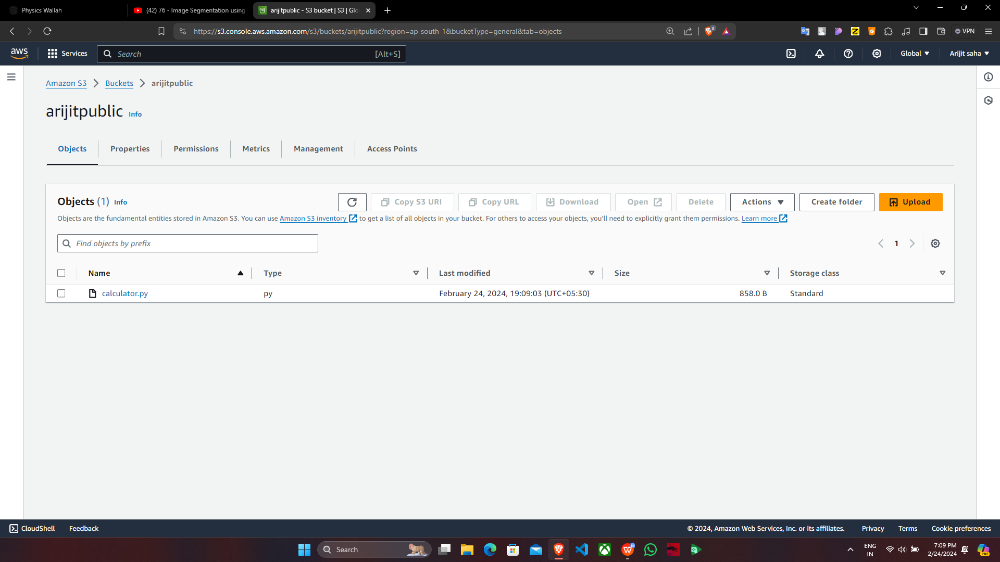 Physics Wallah
(42) 76 - Image Segmentation using
arijitpublic - S3 bucket | S3 | Glo
https://s3.console.aws.amazon.com/s3/buckets/arijitpublic?region=ap-south-1&bucketType=general&tab=objects
3
VPN
aws
Services
Search
[Alt+S]
Global
Arijit saha
Amazon S3
Buckets
arijitpublic
arijitpublic Info
Objects
Properties
Permissions
Metrics
Management
Access Points
Objects (1) Info
Copy S3 URI
Copy URL
Download
Open
Delete
Actions
Create folder
Upload
Objects are the fundamental entities stored in Amazon S3. You can use Amazon S3 inventory to get a list of all objects in your bucket. For others to access your objects, you'll need to explicitly grant them permissions. Learn more
Find objects by prefix
1
Name
Type
Last modified
Size
Storage class
calculator.py
py
February 24, 2024, 19:09:03 (UTC+05:30)
858.0 B
Standard
CloudShell
Feedback
© 2024, Amazon Web Services, Inc. or its affiliates.
Privacy
Terms
Cookie preferences
Search
ENG
IN
7:09 PM
2/24/2024
PRE